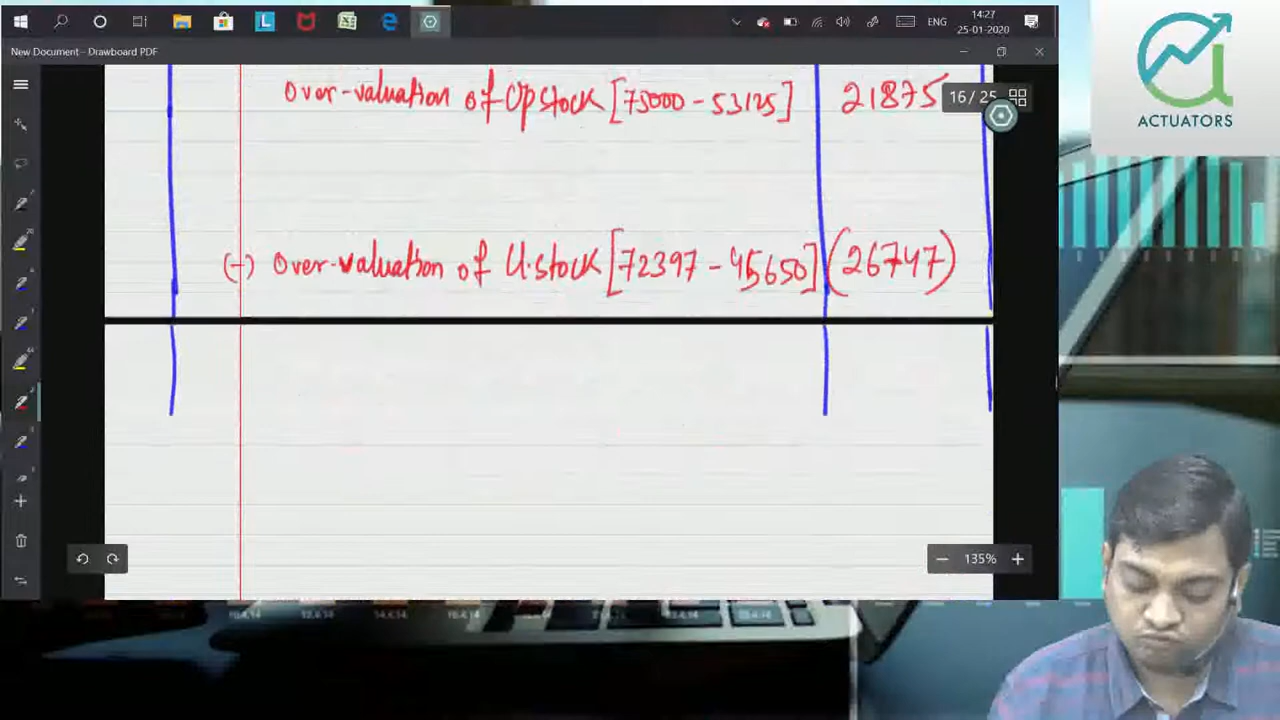 14:27
ENG
25-01-2020
New Document - Drawboard PDF
Over-valuation of Op stock [75000 - 53125] 21875
16 / 25
ACTUATORS
(-) Over-valuation of Cl. stock [72397 - 45650] (26747)
135%